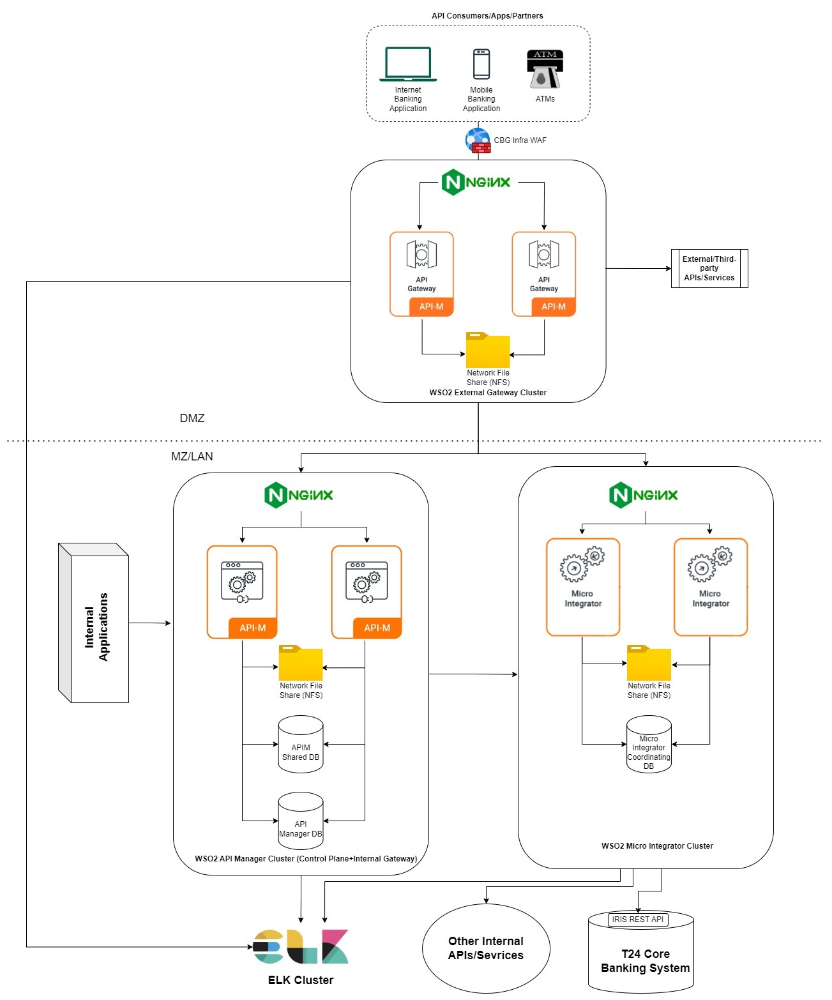 API Consumers/Apps/Partners
ATM
Internet
Banking
Application
Mobile
Banking
Application
ATMs
CBG Infra WAF
NGINX
API
Gateway
API-M
API
Gateway
API-M
External/Third-
party
APIs/Services
Network File
Share (NFS)
WSO2 External Gateway Cluster
DMZ
MZ/LAN
NGINX
NGINX
Internal
Applications
API-M
API-M
Micro
Integrator
Micro
Integrator
Network File
Share (NFS)
Network File
Share (NFS)
APIM
Shared DB
Micro
Integrator
Coordinating
DB
API
Manager DB
WSO2 API Manager Cluster (Control Plane+Internal Gateway)
WSO2 Micro Integrator Cluster
ELK
ELK Cluster
Other Internal
APIs/Sevrices
IRIS REST API
T24 Core
Banking System